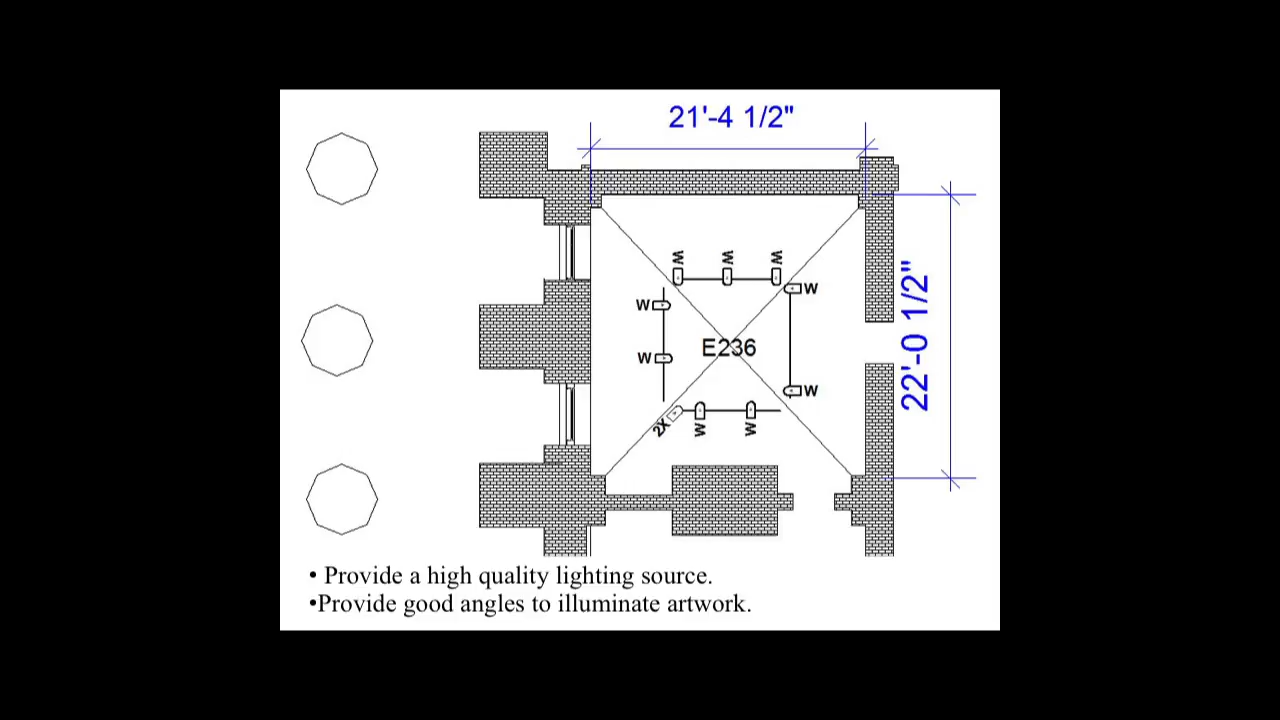 21'-4 1/2"
W W W
W W
E236
22'-0 1/2"
W
W
2X W W
• Provide a high quality lighting source.
•Provide good angles to illuminate artwork.